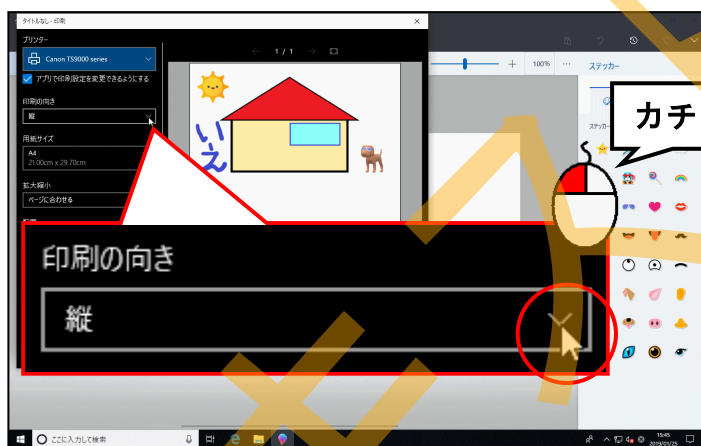 タイトルなし - 印刷
プリンター
Canon TS9000 series
アプリで印刷設定を変更できるようにする
印刷の向き
縦
用紙サイズ
A4
21.00cm x 29.70cm
拡大縮小
ページに合わせる
1 / 1
いえ
100%
ステッカー
カチ
印刷の向き
縦
ここに入力して検索
15:45
2019/01/25